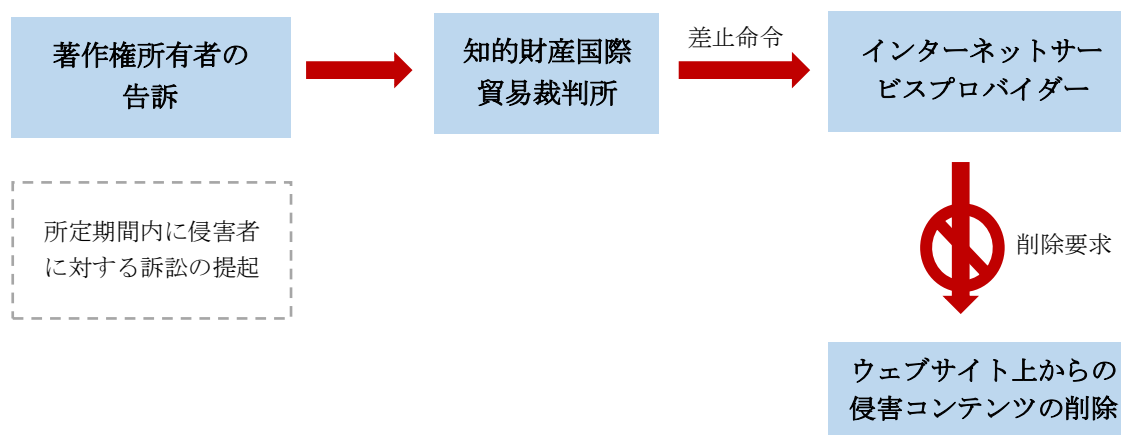 著作権所有者の
告訴
知的財産国際
貿易裁判所
差止命令
インターネットサー
ビスプロバイダー
所定期間内に侵害者
に対する訴訟の提起
削除要求
ウェブサイト上からの
侵害コンテンツの削除